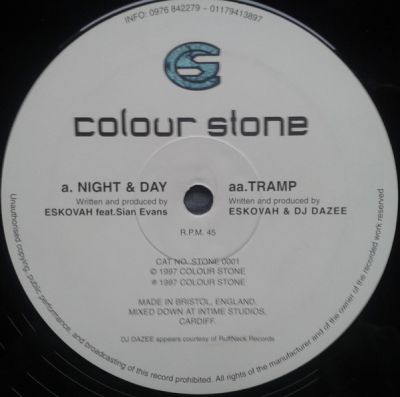 INFO: 0976 842279 - 01179413897
colour stone
a. NIGHT & DAY
Written and produced by
ESKOVAH feat.Sian Evans
aa.TRAMP
Written and produced by
ESKOVAH & DJ DAZEE
R.P.M. 45
CAT NO. STONE 0001
© 1997 COLOUR STONE
℗ 1997 COLOUR STONE
MADE IN BRISTOL, ENGLAND.
MIXED DOWN AT INTIME STUDIOS,
CARDIFF.
DJ DAZEE appears courtesy of RuffNeck Records
Unauthorised copying, public performance, and broadcasting of this record prohibited. All rights of the manufacturer and of the owner of the recorded work reserved